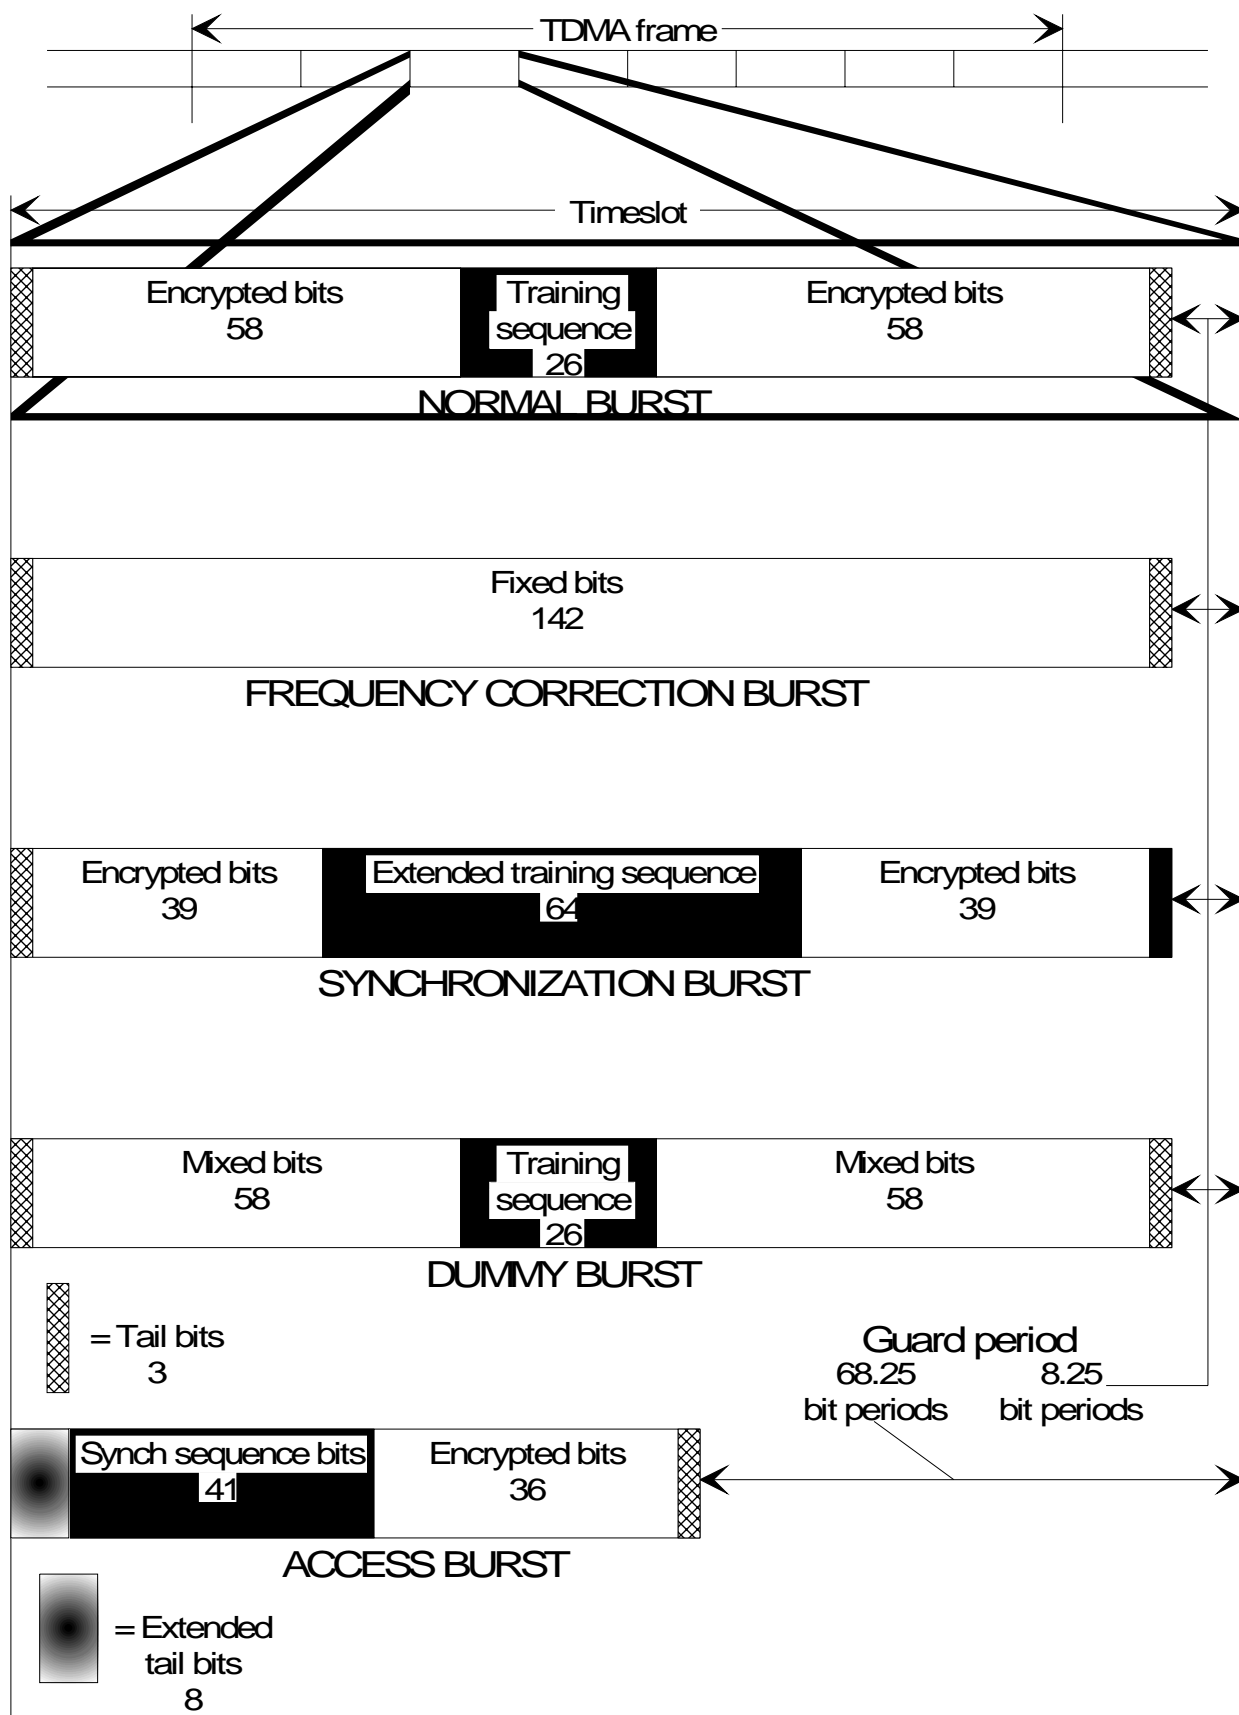 TDMA frame
Timeslot
Encrypted bits
58
Training
sequence
26
Encrypted bits
58
NORMAL BURST
Fixed bits
142
FREQUENCY CORRECTION BURST
Encrypted bits
39
Extended training sequence
64
Encrypted bits
39
SYNCHRONIZATION BURST
Mixed bits
58
Training
sequence
26
Mixed bits
58
DUMMY BURST
= Tail bits
3
Guard period
68.25
bit periods
8.25
bit periods
Synch sequence bits
41
Encrypted bits
36
ACCESS BURST
= Extended
tail bits
8